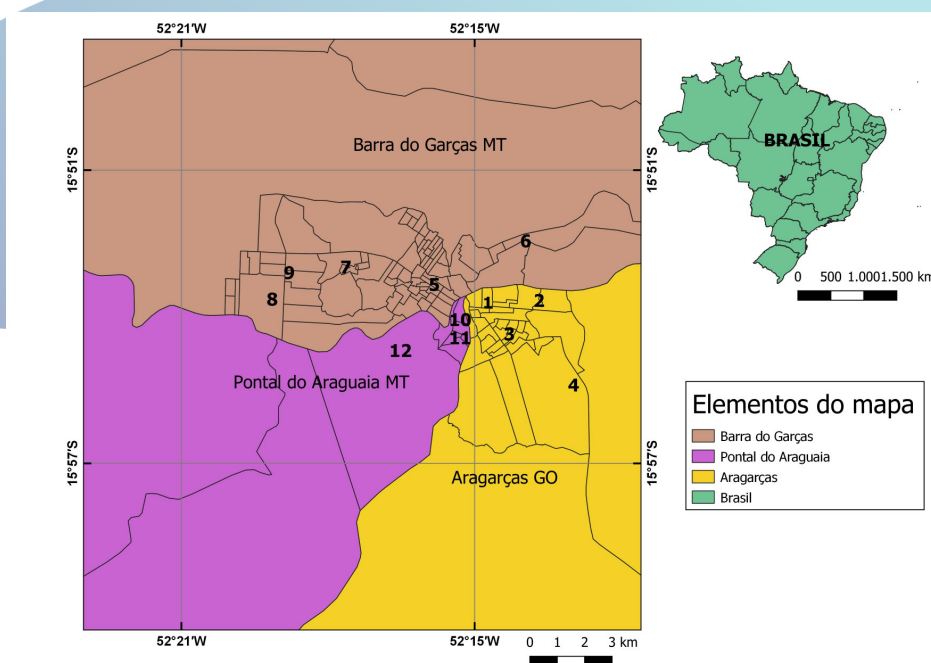 52°21'W
52°15'W
Barra do Garças MT
BRASIL
15°51'S
15°51'S
6
7
9
5
8
1
2
10
3
11
12
Pontal do Araguaia MT
4
0 500 1.0001.500 km
Elementos do mapa
Barra do Garças
Pontal do Araguaia
Aragarças
Brasil
15°57'S
15°57'S
Aragarças GO
52°21'W
52°15'W
0 1 2 3 km